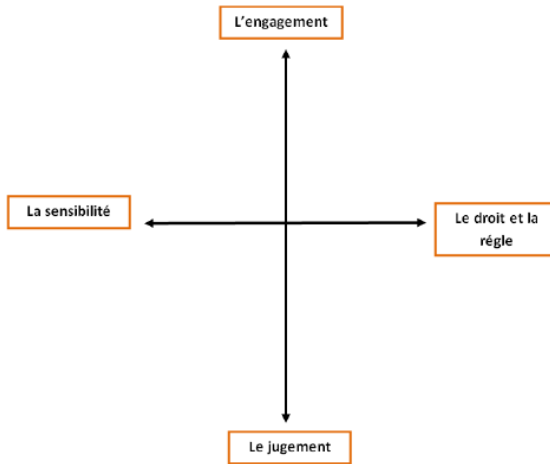 L'engagement
La sensibilité
Le droit et la
régle
Le jugement